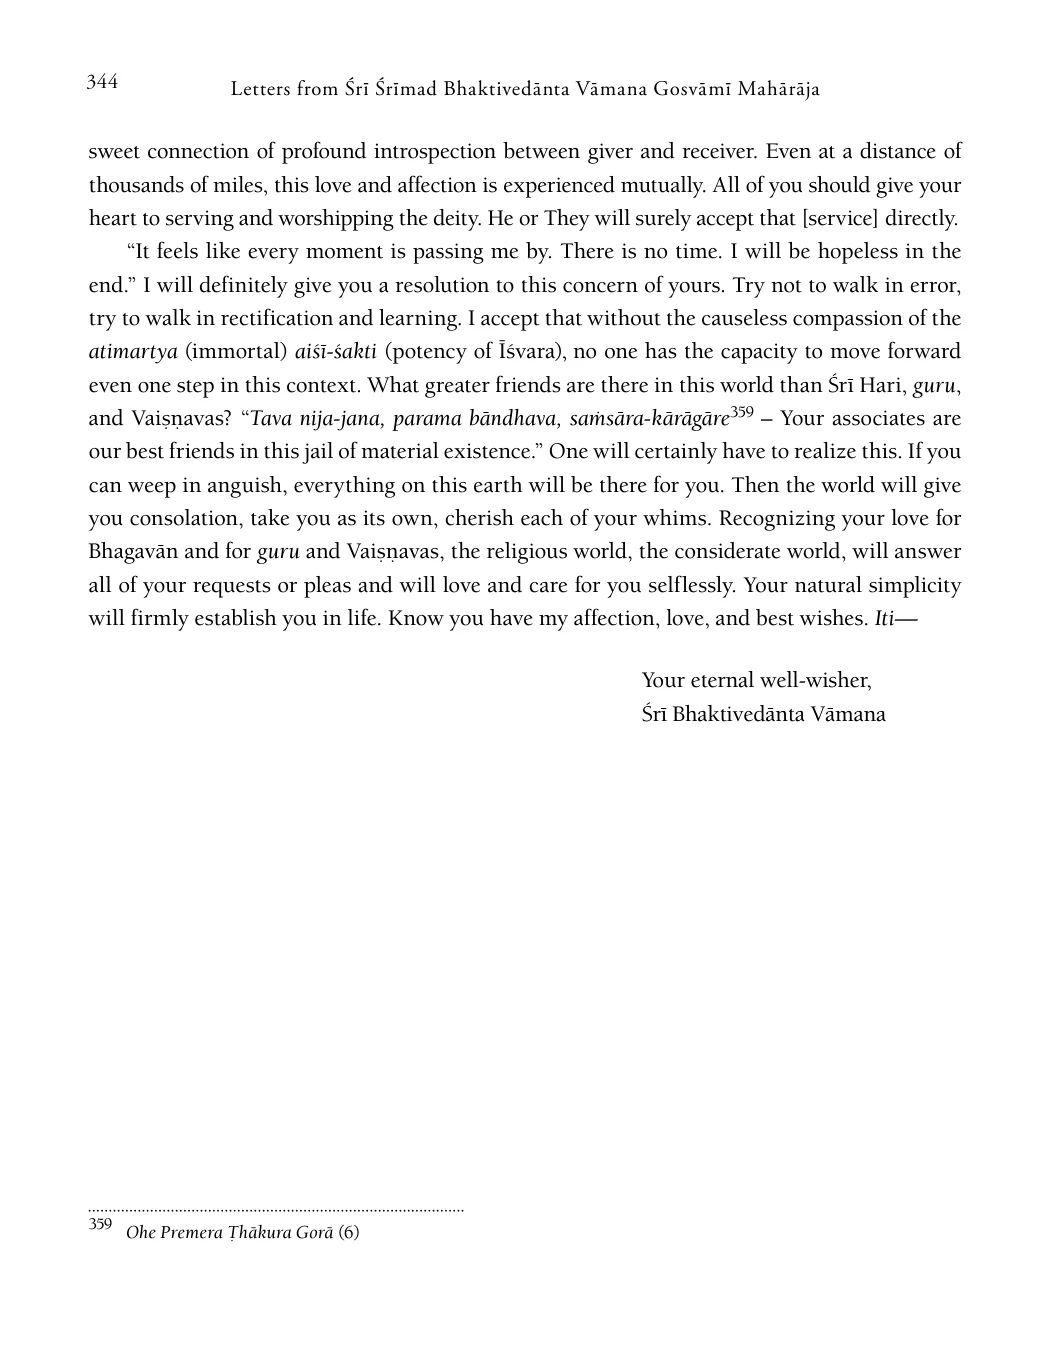 344
Letters from Śrī Śrīmad Bhaktivedānta Vāmana Gosvāmī Mahārāja
sweet connection of profound introspection between giver and receiver. Even at a distance of
thousands of miles, this love and affection is experienced mutually. All of you should give your
heart to serving and worshipping the deity. He or They will surely accept that [service] directly.
“It feels like every moment is passing me by. There is no time. I will be hopeless in the
end.” I will definitely give you a resolution to this concern of yours. Try not to walk in error,
try to walk in rectification and learning. I accept that without the causeless compassion of the
atimartya (immortal) aiśī-śakti (potency of Īśvara), no one has the capacity to move forward
even one step in this context. What greater friends are there in this world than Śrī Hari, guru,
and Vaiṣṇavas? “Tava nija-jana, parama bāndhava, saṁsāra-kārāgāre359 – Your associates are
our best friends in this jail of material existence.” One will certainly have to realize this. If you
can weep in anguish, everything on this earth will be there for you. Then the world will give
you consolation, take you as its own, cherish each of your whims. Recognizing your love for
Bhagavān and for guru and Vaiṣṇavas, the religious world, the considerate world, will answer
all of your requests or pleas and will love and care for you selflessly. Your natural simplicity
will firmly establish you in life. Know you have my affection, love, and best wishes. Iti—
Your eternal well-wisher,
Śrī Bhaktivedānta Vāmana
359 Ohe Premera Ṭhākura Gorā (6)